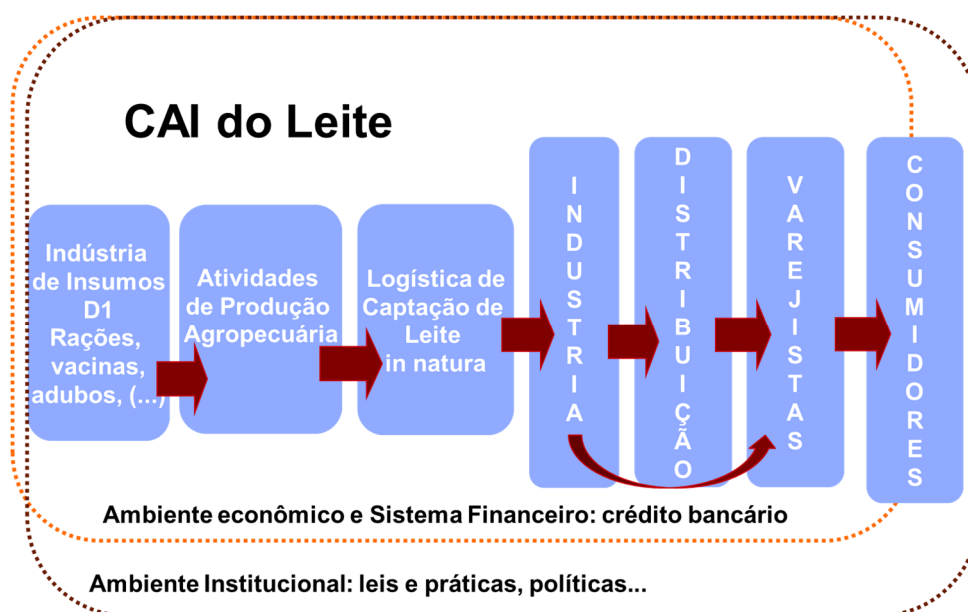 CAI do Leite
Indústria
de Insumos
D1
Rações,
vacinas,
adubos, (...)
Atividades
de Produção
Agropecuária
Logística de
Captação de
Leite
in natura
INDUSTRIA
DISTRIBUIÇÃO
VAREJISTAS
CONSUMIDORES
Ambiente econômico e Sistema Financeiro: crédito bancário
Ambiente Institucional: leis e práticas, políticas...